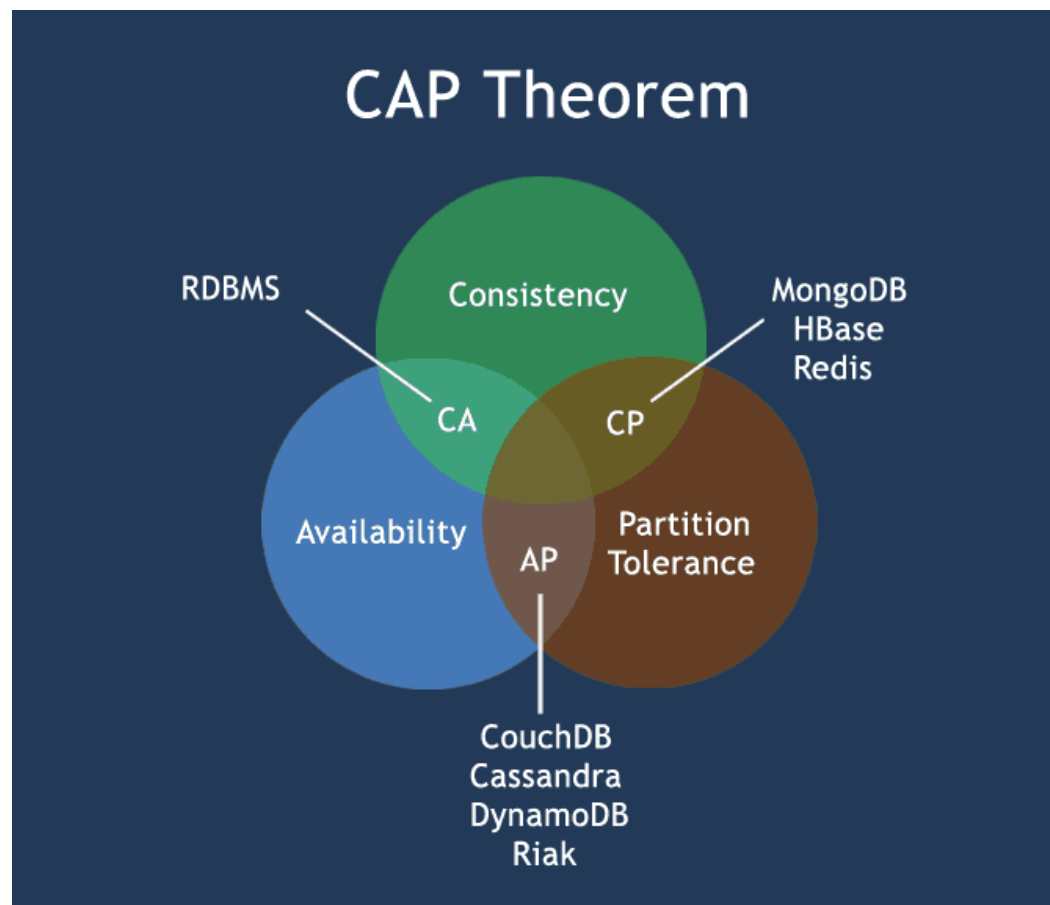 CAP Theorem
Consistency
RDBMS
MongoDB
HBase
Redis
CA
CP
Availability
Partition
Tolerance
AP
CouchDB
Cassandra
DynamoDB
Riak